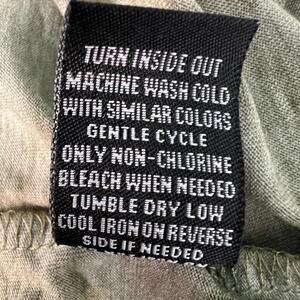 TURN INSIDE OUT
MACHINE WASH COLD
WITH SIMILAR COLORS
GENTLE CYCLE
ONLY NON-CHLORINE
BLEACH WHEN NEEDED
TUMBLE DRY LOW
COOL IRON ON REVERSE
SIDE IF NEEDED